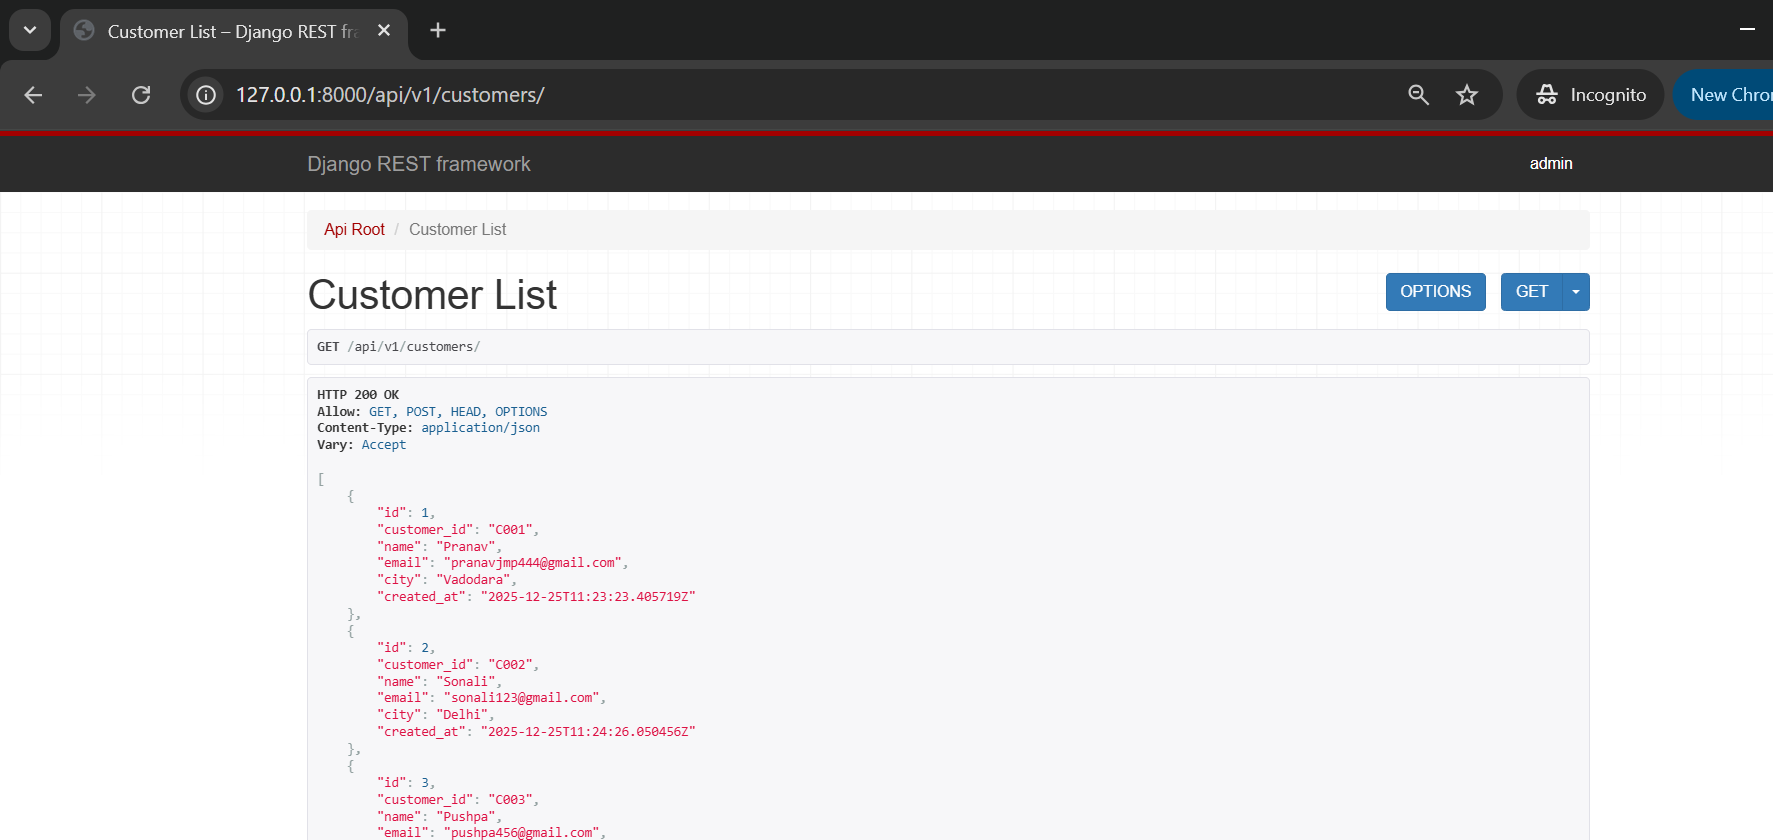 Customer List – Django REST fra
127.0.0.1:8000/api/v1/customers/
Incognito
New Chro
Django REST framework
admin
Api Root / Customer List
Customer List
OPTIONS
GET
GET /api/v1/customers/
HTTP 200 OK
Allow: GET, POST, HEAD, OPTIONS
Content-Type: application/json
Vary: Accept
[
    {
        "id": 1,
        "customer_id": "C001",
        "name": "Pranav",
        "email": "pranavjmp444@gmail.com",
        "city": "Vadodara",
        "created_at": "2025-12-25T11:23:23.405719Z"
    },
    {
        "id": 2,
        "customer_id": "C002",
        "name": "Sonali",
        "email": "sonali123@gmail.com",
        "city": "Delhi",
        "created_at": "2025-12-25T11:24:26.050456Z"
    },
    {
        "id": 3,
        "customer_id": "C003",
        "name": "Pushpa",
        "email": "pushpa456@gmail.com",